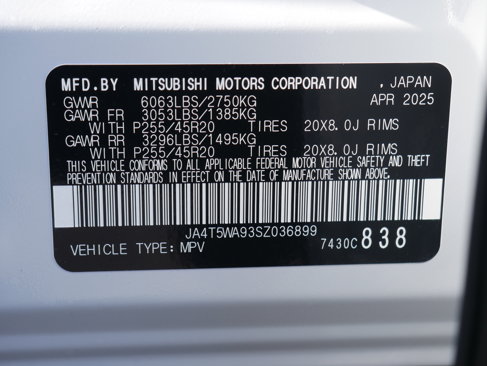 MFD.BY MITSUBISHI MOTORS CORPORATION , JAPAN
GVWR 6063LBS/2750KG APR 2025
GAWR FR 3053LBS/1385KG
WITH P255/45R20 TIRES 20X8.0J RIMS
GAWR RR 3296LBS/1495KG
WITH P255/45R20 TIRES 20X8.0J RIMS
THIS VEHICLE CONFORMS TO ALL APPLICABLE FEDERAL MOTOR VEHICLE SAFETY AND THEFT
PREVENTION STANDARDS IN EFFECT ON THE DATE OF MANUFACTURE SHOWN ABOVE.
JA4T5WA93SZ036899
VEHICLE TYPE: MPV 7430C 838